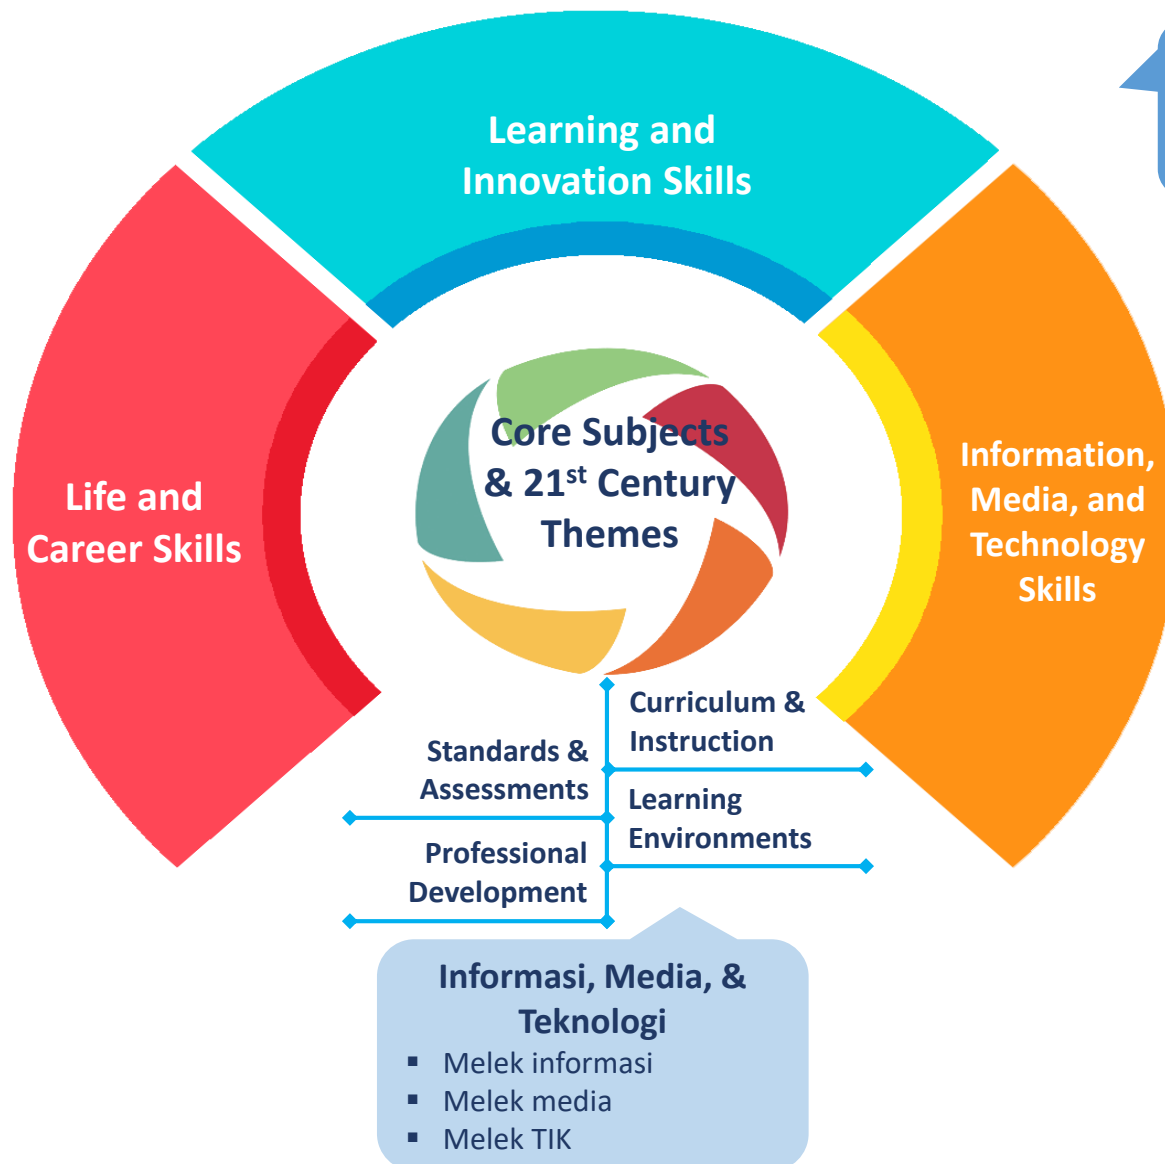 Learning and
Innovation Skills
Life and
Career Skills
Core Subjects
& 21st Century
Themes
Information,
Media, and
Technology
Skills
Curriculum &
Instruction
Standards &
Assessments
Learning
Environments
Professional
Development
Informasi, Media, &
Teknologi
▪ Melek informasi
▪ Melek media
▪ Melek TIK